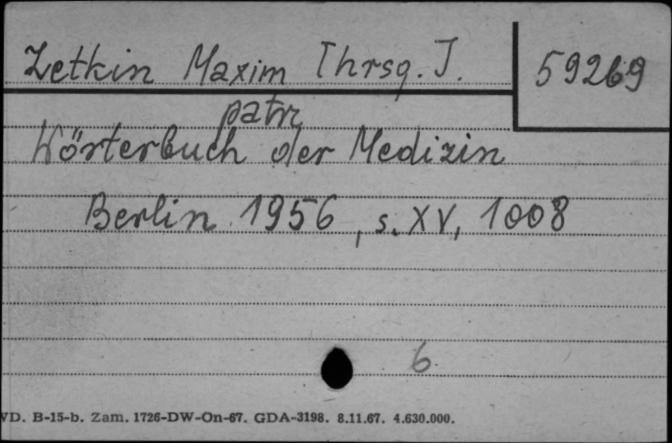 Zetkin Maxim [hrsg.]. 59269
patrz
Wörterbuch der Medizin
Berlin 1956, s. XV, 1008
6
VD. B-15-b. Zam. 1726-DW-On-67. GDA-3198. 8.11.67. 4.630.000.